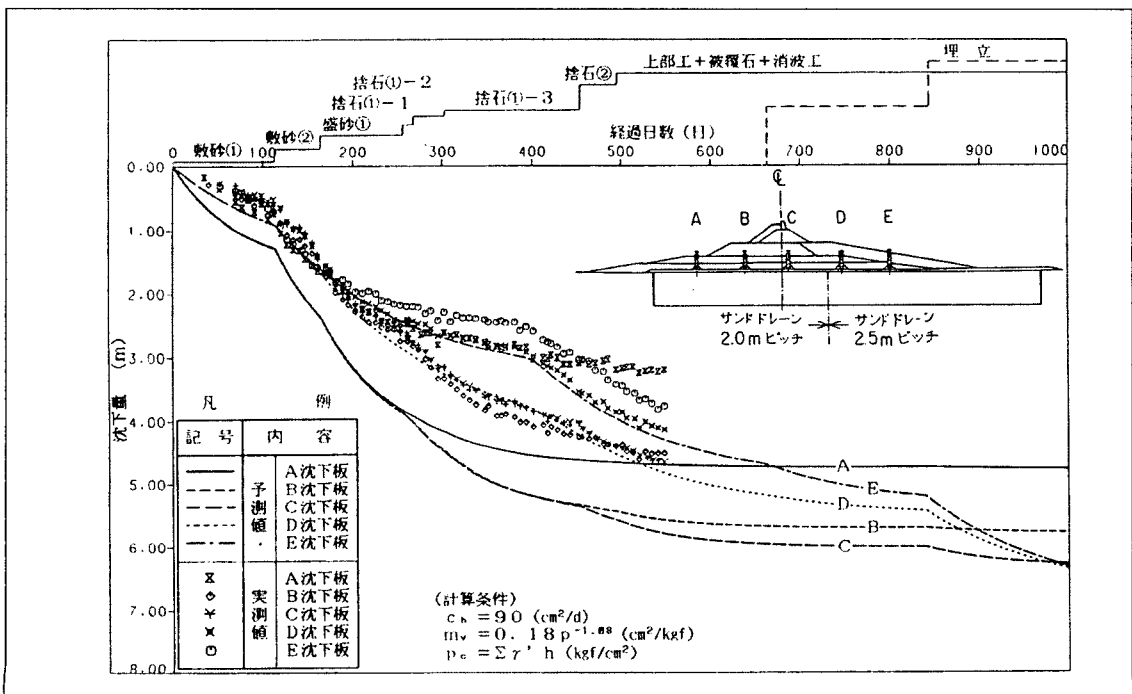 埋 立
上部工+被覆石+消波工
捨石②
捨石(1)-2
捨石(1)-1
捨石(1)-3
盛砂①
敷砂②
敷砂(1)
経過日数 (日)
0 100 200 300 400 500 600 700 800 900 1000
0.00
1.00
2.00
3.00
4.00
5.00
6.00
7.00
8.00
沈下量 (m)
℄
A B C D E
サンドドレーン サンドドレーン
2.0mピッチ 2.5mピッチ
A
E
D
B
C
凡 例
記 号 内 容
予測値
A沈下板
B沈下板
C沈下板
D沈下板
E沈下板
実測値
A沈下板
B沈下板
C沈下板
D沈下板
E沈下板
(計算条件)
Ch =90 (cm²/d)
mv =0.18p⁻¹·⁰⁸ (cm²/kgf)
pc =Σγ'h (kgf/cm²)